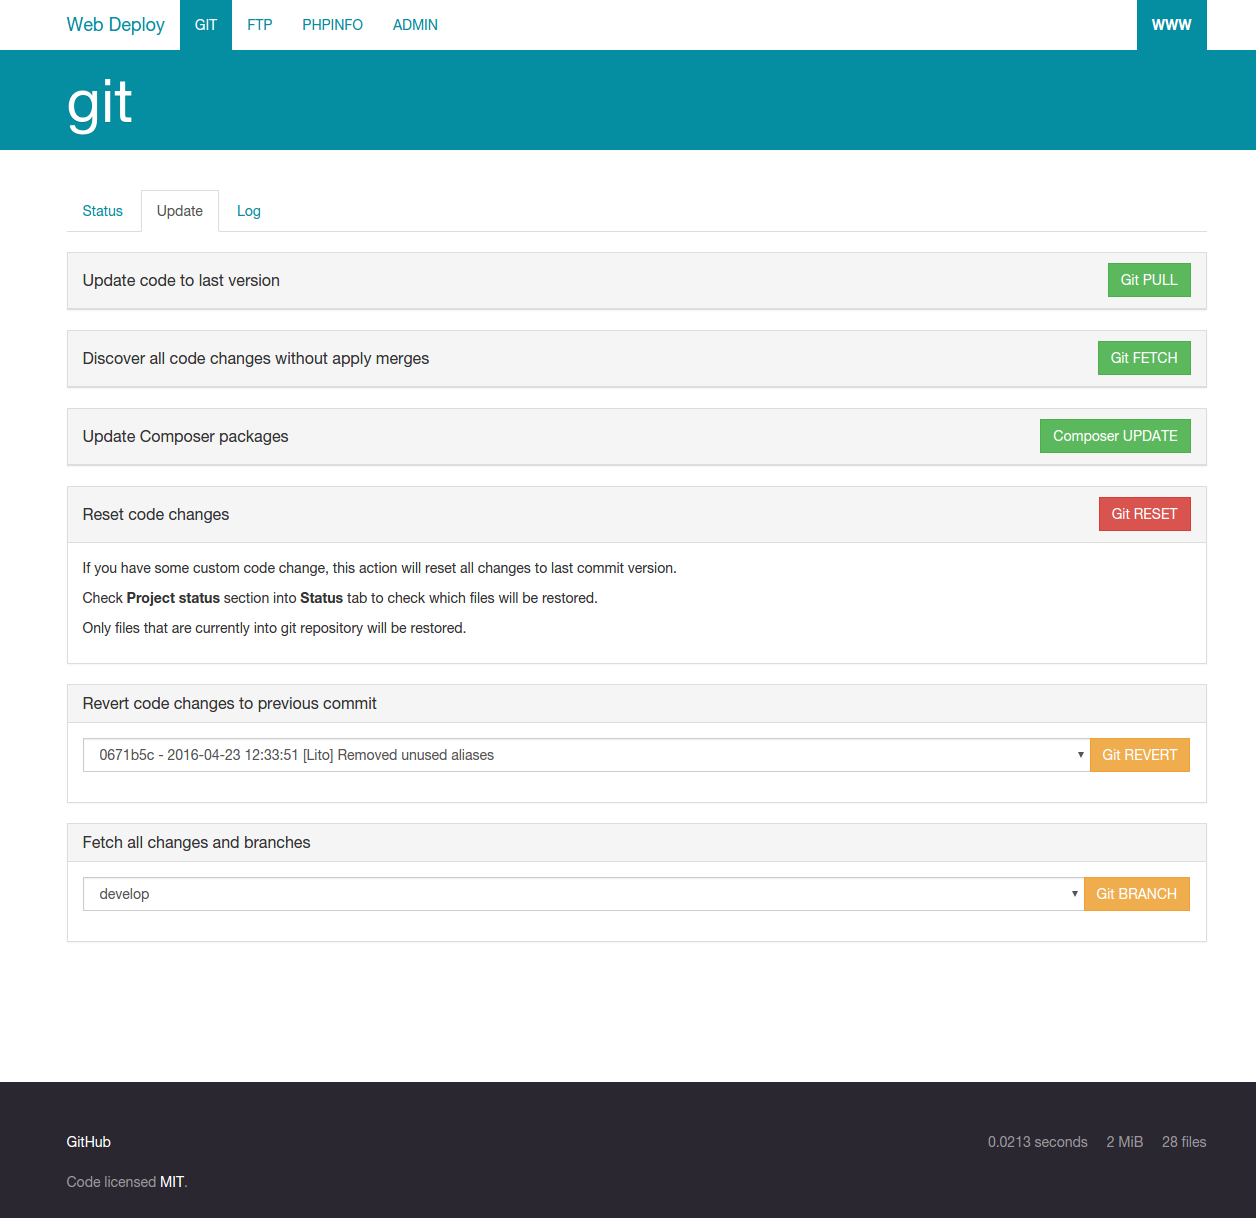 Web Deploy GIT FTP PHPINFO ADMIN WWW
git
Status Update Log
Update code to last version Git PULL
Discover all code changes without apply merges Git FETCH
Update Composer packages Composer UPDATE
Reset code changes Git RESET
If you have some custom code change, this action will reset all changes to last commit version.
Check Project status section into Status tab to check which files will be restored.
Only files that are currently into git repository will be restored.
Revert code changes to previous commit
0671b5c - 2016-04-23 12:33:51 [Lito] Removed unused aliases Git REVERT
Fetch all changes and branches
develop Git BRANCH
GitHub 0.0213 seconds 2 MiB 28 files
Code licensed MIT.